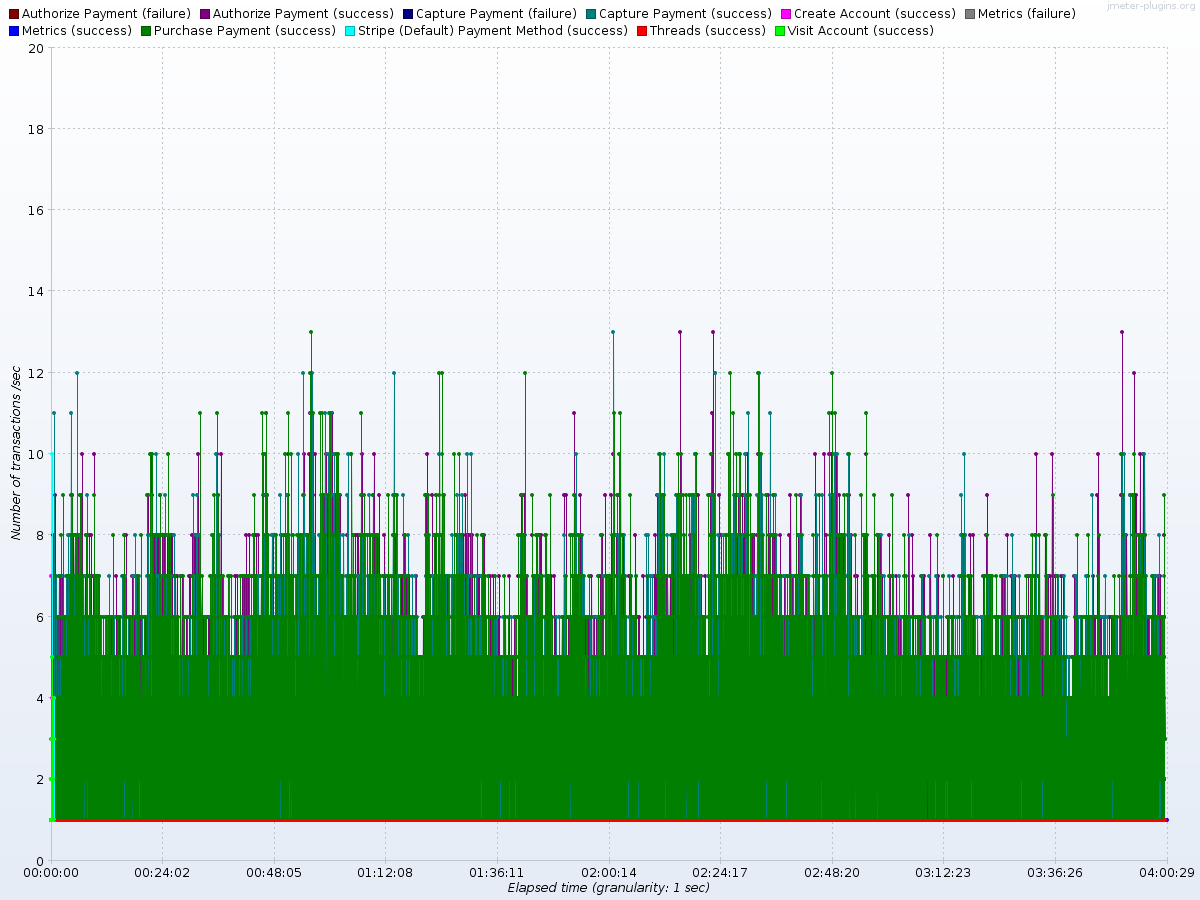 jmeter-plugins.org
Authorize Payment (failure) Authorize Payment (success) Capture Payment (failure) Capture Payment (success) Create Account (success) Metrics (failure)
Metrics (success) Purchase Payment (success) Stripe (Default) Payment Method (success) Threads (success) Visit Account (success)
20
18
16
14
12
10
8
6
4
2
0
Number of transactions /sec
00:00:00 00:24:02 00:48:05 01:12:08 01:36:11 02:00:14 02:24:17 02:48:20 03:12:23 03:36:26 04:00:29
Elapsed time (granularity: 1 sec)